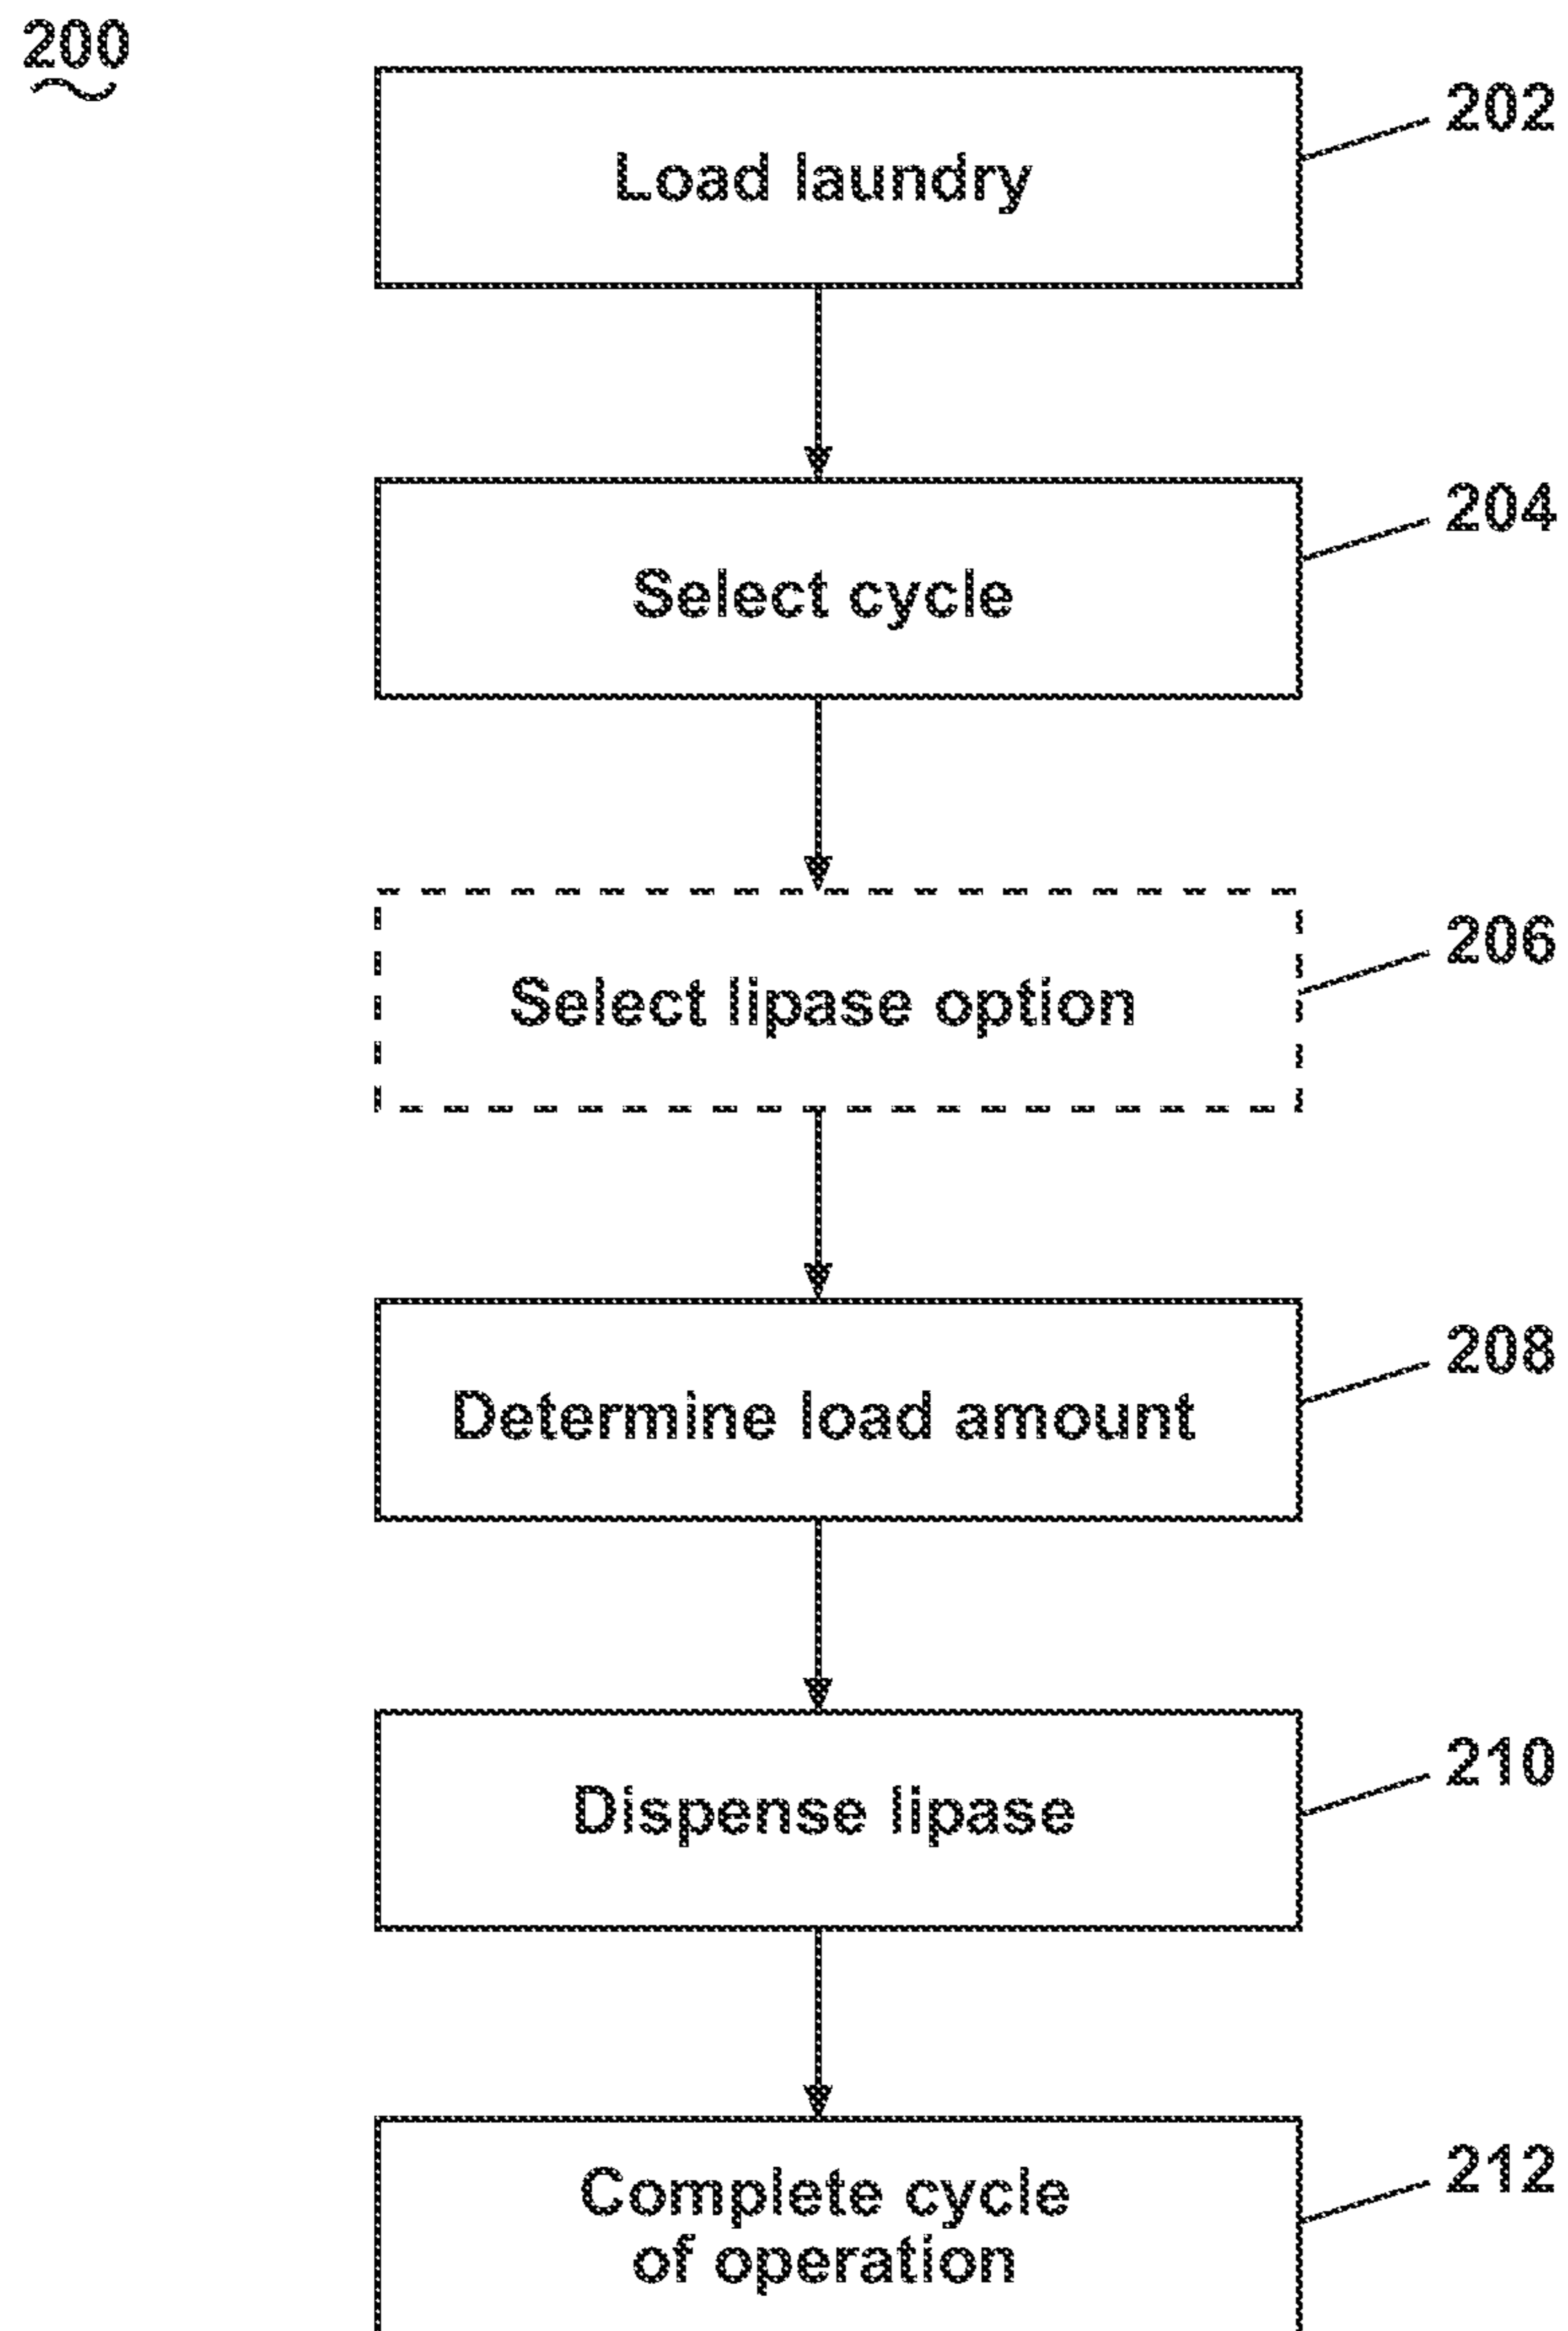 200
202
Load laundry
204
Select cycle
206
Select lipase option
208
Determine load amount
210
Dispense lipase
212
Complete cycle
of operation